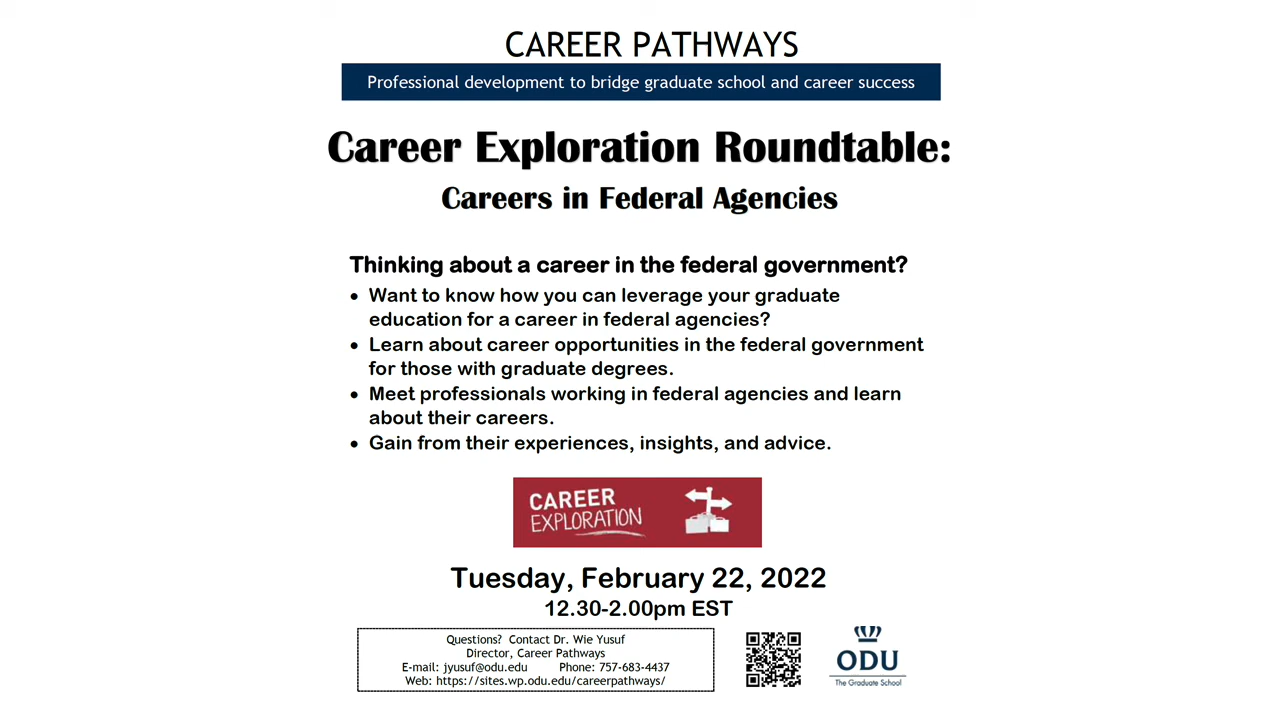 CAREER PATHWAYS
Professional development to bridge graduate school and career success
Career Exploration Roundtable:
Careers in Federal Agencies
Thinking about a career in the federal government?
• Want to know how you can leverage your graduate
education for a career in federal agencies?
• Learn about career opportunities in the federal government
for those with graduate degrees.
• Meet professionals working in federal agencies and learn
about their careers.
• Gain from their experiences, insights, and advice.
CAREER
EXPLORATION
Tuesday, February 22, 2022
12.30-2.00pm EST
Questions? Contact Dr. Wie Yusuf
Director, Career Pathways
E-mail: jyusuf@odu.edu Phone: 757-683-4437
Web: https://sites.wp.odu.edu/careerpathways/
ODU
The Graduate School